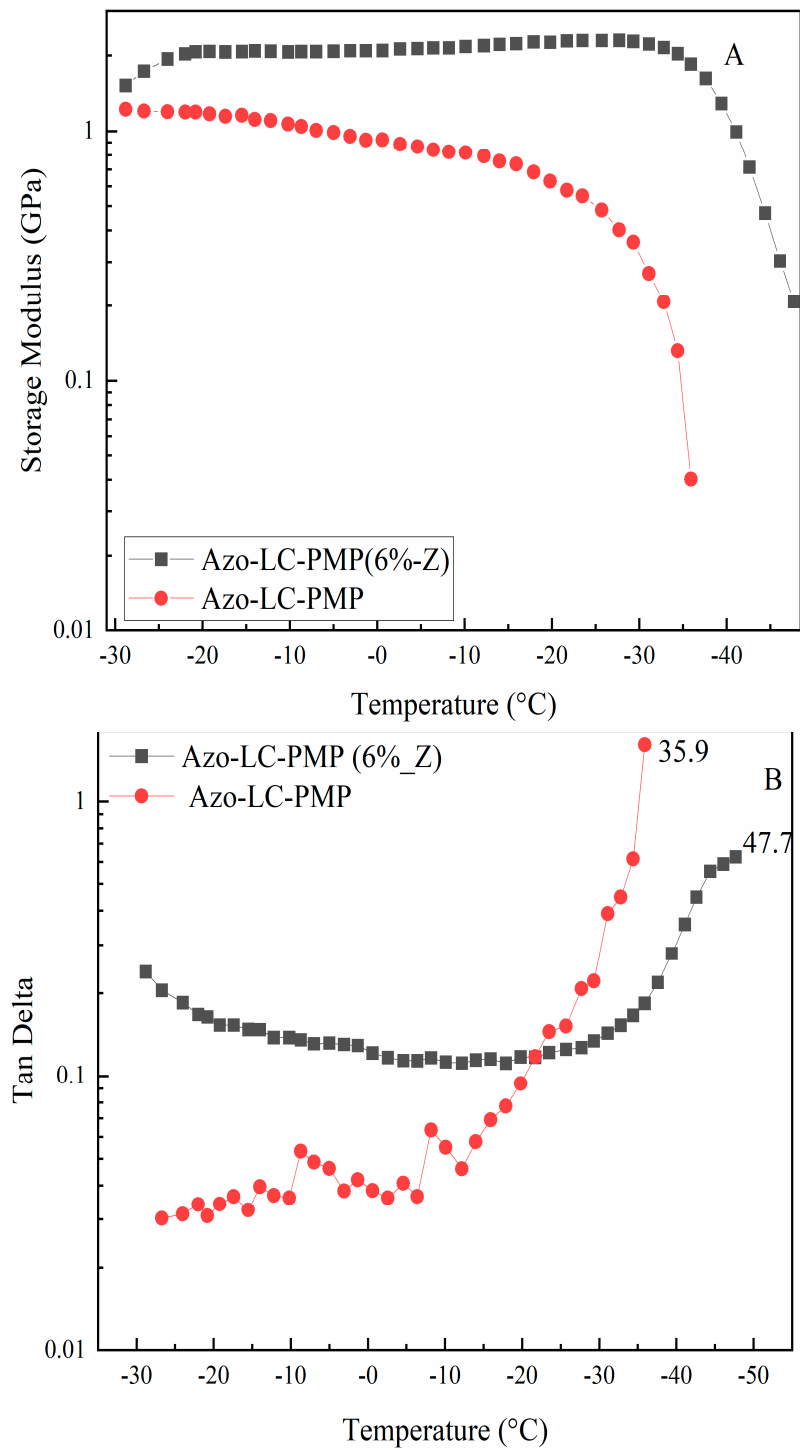 A
1
0.1
0.01
Storage Modulus (GPa)
Azo-LC-PMP(6%-Z)
Azo-LC-PMP
-30 -20 -10 -0 -10 -20 -30 -40
Temperature (°C)
Azo-LC-PMP (6%_Z)
Azo-LC-PMP
35.9
B
47.7
1
0.1
0.01
Tan Delta
-30 -20 -10 -0 -10 -20 -30 -40 -50
Temperature (°C)